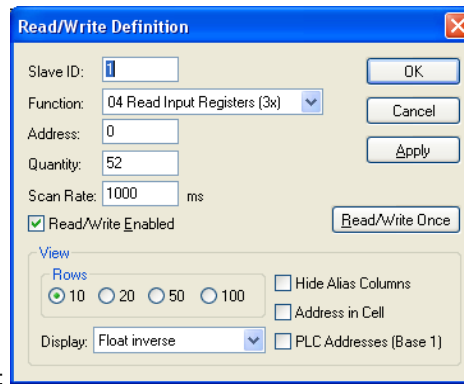 Read/Write Definition
Slave ID: 1
OK
Function: 04 Read Input Registers (3x)
Cancel
Address: 0
Apply
Quantity: 52
Scan Rate: 1000 ms
Read/Write Enabled
Read/Write Once
View
Rows
10 20 50 100
Hide Alias Columns
Address in Cell
Display: Float inverse
PLC Addresses (Base 1)